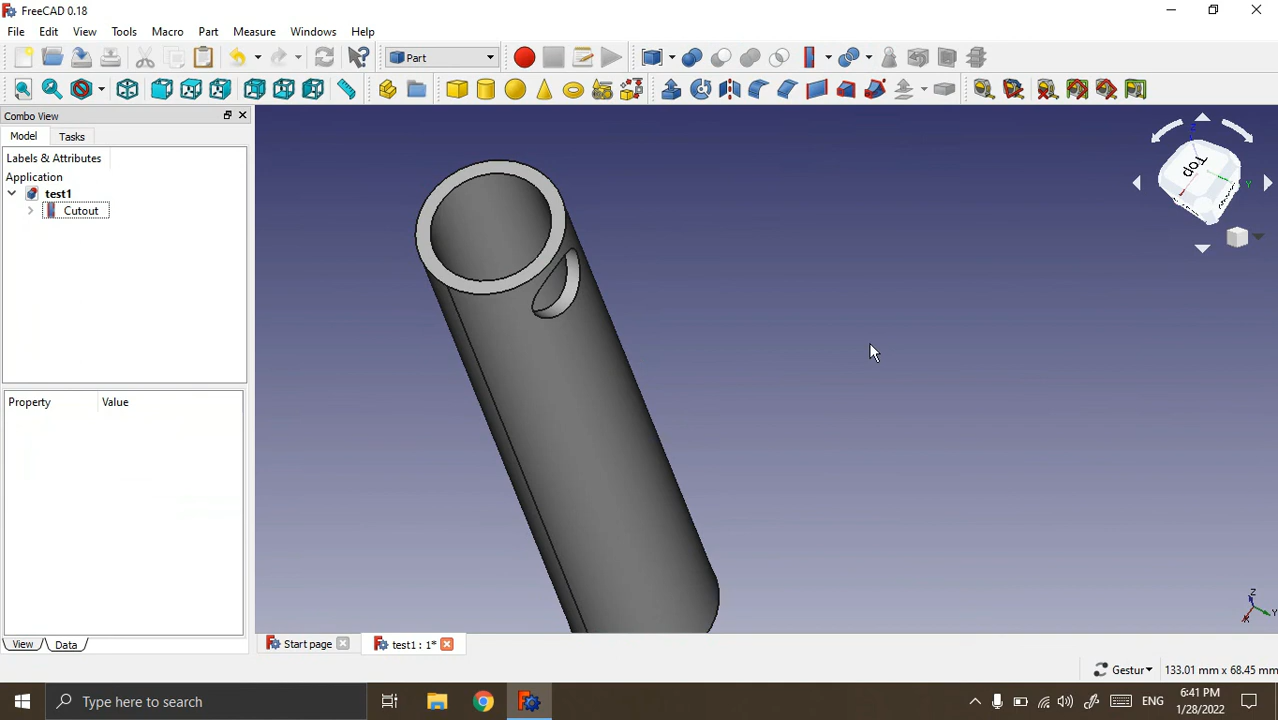 FreeCAD 0.18
File Edit View Tools Macro Part Measure Windows Help
Part
Combo View
Model Tasks
Labels & Attributes
Application
test1
Cutout
Property Value
View Data
Top
Z
Y
Z
Y
Start page
test1 : 1*
Gestur
133.01 mm x 68.45 mm
Type here to search
ENG
6:41 PM
1/28/2022